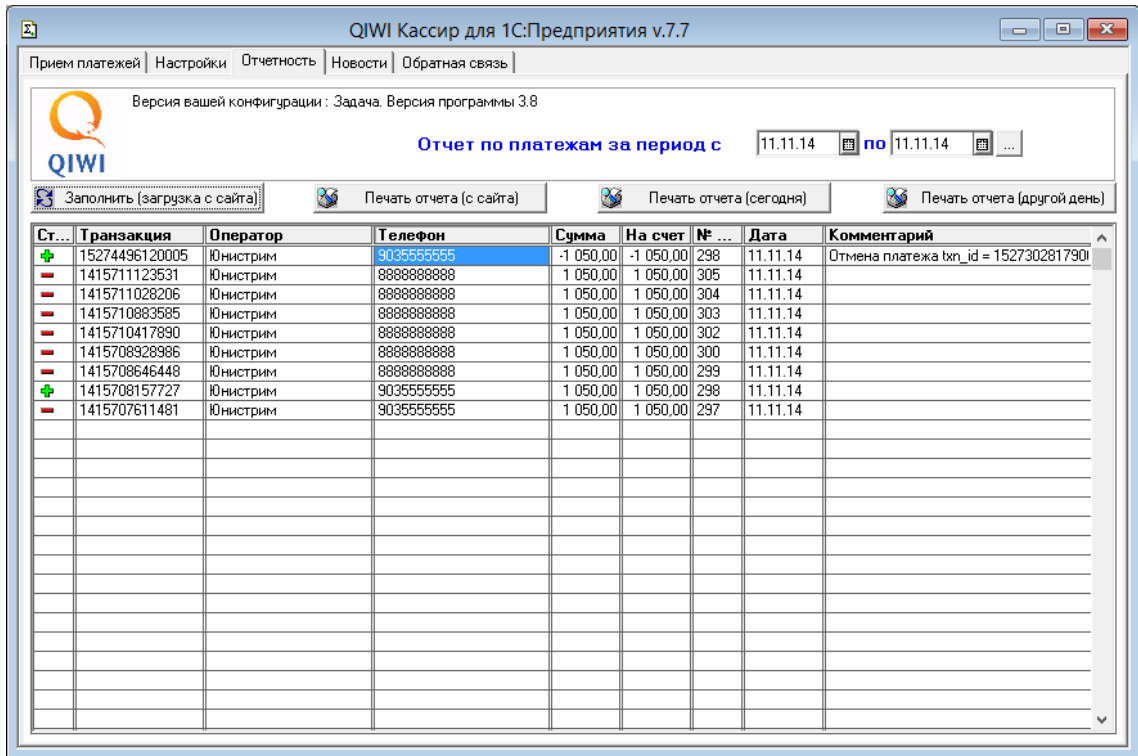 QIWI Кассир для 1С:Предприятия v.7.7
Прием платежей Настройки Отчетность Новости Обратная связь
Версия вашей конфигурации : Задача. Версия программы 3.8
Отчет по платежам за период с 11.11.14 по 11.11.14 ...
QIWI
Заполнить (загрузка с сайта) Печать отчета (с сайта) Печать отчета (сегодня) Печать отчета (другой день)
Ст... Транзакция Оператор Телефон Сумма На счет № ... Дата Комментарий
15274496120005 Юнистрим 9035555555 -1 050,00 -1 050,00 298 11.11.14 Отмена платежа txn_id = 152730281790
1415711123531 Юнистрим 8888888888 1 050,00 1 050,00 305 11.11.14
1415711028206 Юнистрим 8888888888 1 050,00 1 050,00 304 11.11.14
1415710883585 Юнистрим 8888888888 1 050,00 1 050,00 303 11.11.14
1415710417890 Юнистрим 8888888888 1 050,00 1 050,00 302 11.11.14
1415708928986 Юнистрим 8888888888 1 050,00 1 050,00 300 11.11.14
1415708646448 Юнистрим 8888888888 1 050,00 1 050,00 299 11.11.14
1415708157727 Юнистрим 9035555555 1 050,00 1 050,00 298 11.11.14
1415707611481 Юнистрим 9035555555 1 050,00 1 050,00 297 11.11.14